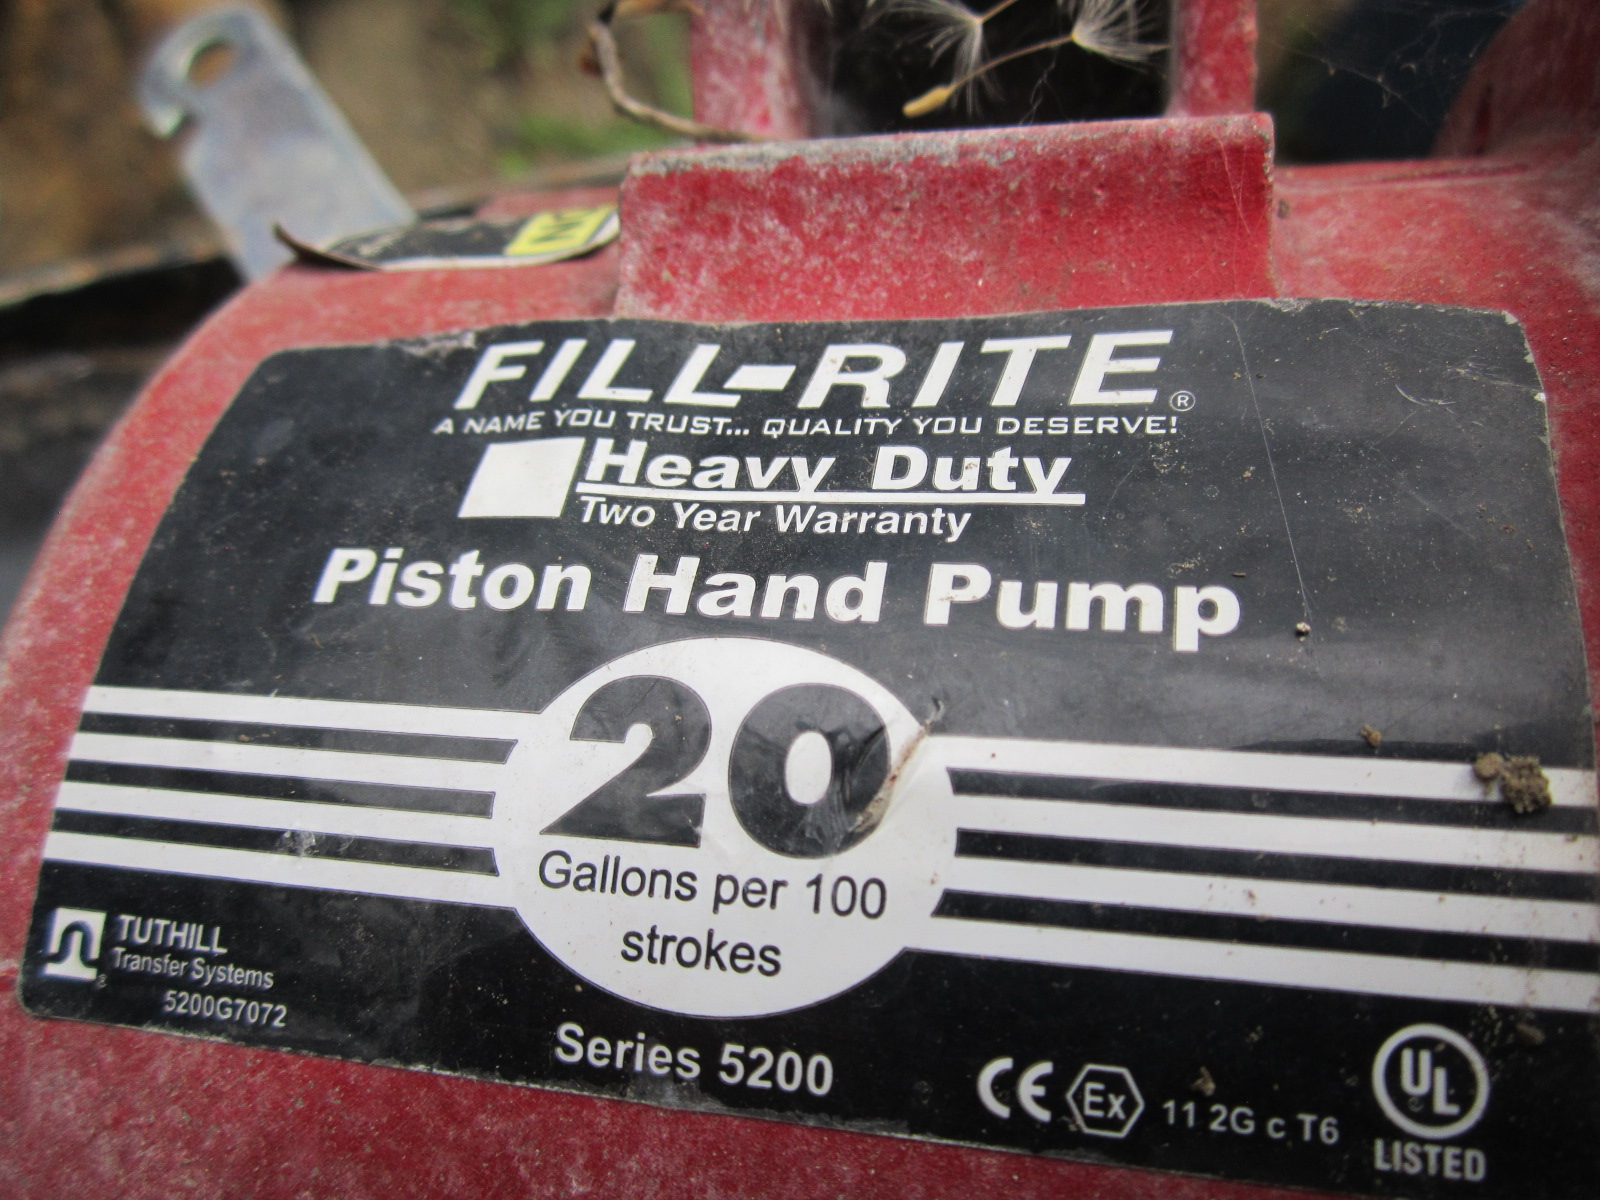 FILL-RITE®
A NAME YOU TRUST... QUALITY YOU DESERVE!
Heavy Duty
Two Year Warranty
Piston Hand Pump
20
Gallons per 100
strokes
TUTHILL
Transfer Systems
5200G7072
Series 5200
CE Ex 11 2G c T6
UL
LISTED